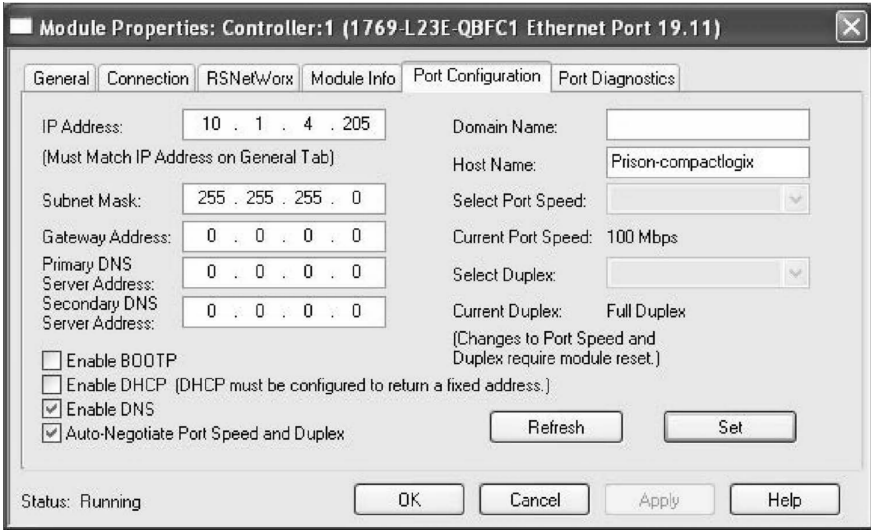 Module Properties: Controller:1 (1769-L23E-QBFC1 Ethernet Port 19.11)
General Connection RSNetWorx Module Info Port Configuration Port Diagnostics
IP Address: 10 . 1 . 4 . 205
(Must Match IP Address on General Tab)
Subnet Mask: 255 . 255 . 255 . 0
Gateway Address: 0 . 0 . 0 . 0
Primary DNS
Server Address: 0 . 0 . 0 . 0
Secondary DNS
Server Address: 0 . 0 . 0 . 0
Enable BOOTP
Enable DHCP (DHCP must be configured to return a fixed address.)
Enable DNS
Auto-Negotiate Port Speed and Duplex
Domain Name:
Host Name: Prison-compactlogix
Select Port Speed:
Current Port Speed: 100 Mbps
Select Duplex:
Current Duplex: Full Duplex
(Changes to Port Speed and
Duplex require module reset.)
Refresh Set
Status: Running
OK Cancel Apply Help